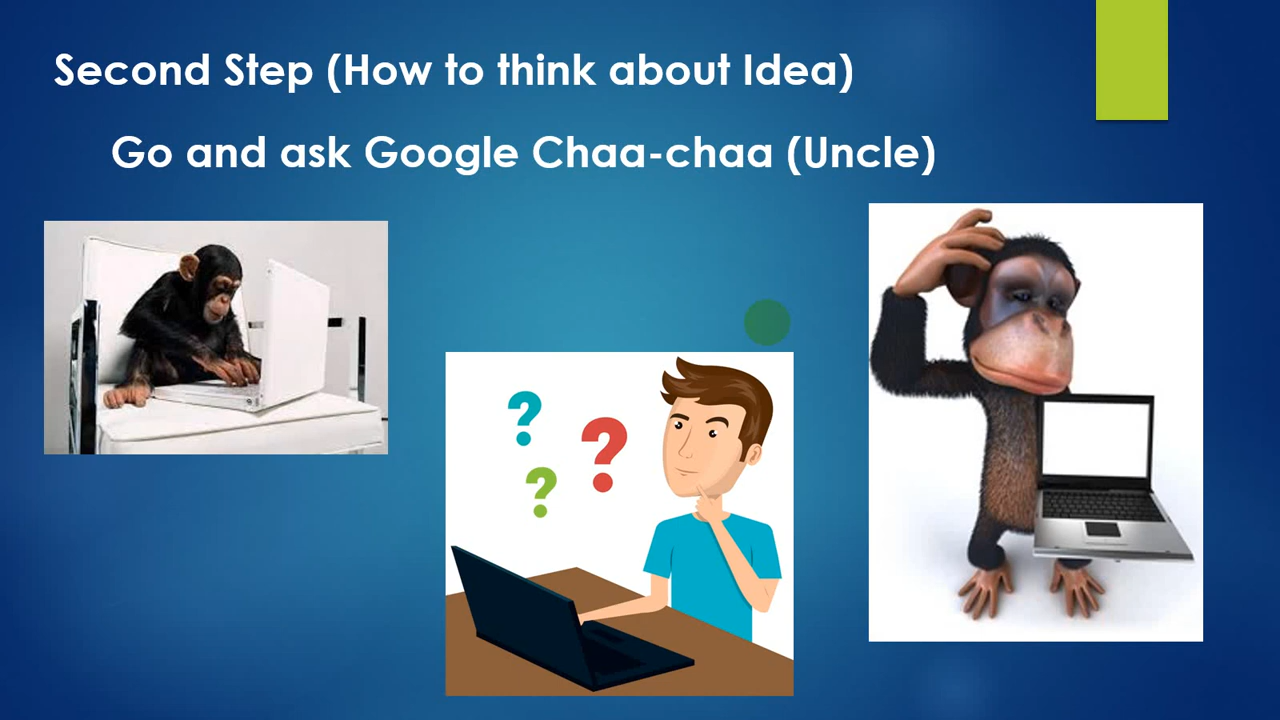 Second Step (How to think about Idea)
Go and ask Google Chaa-chaa (Uncle)
? ? ?